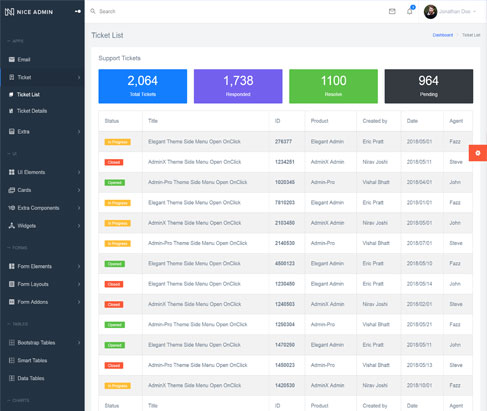 NICE ADMIN
Search
Jonathan Doe
Ticket List
Dashboard
Ticket List
APPS
Email
Ticket
Ticket List
Ticket Details
Extra
UI
UI Elements
Cards
Extra Components
Widgets
FORMS
Form Elements
Form Layouts
Form Addons
TABLES
Bootstrap Tables
Smart Tables
Data Tables
CHARTS
Support Tickets
2,064 1,738 1100 964
Total Tickets Responded Resolve Pending
Status Title ID Product Created by Date Agent
In Progress Elegant Theme Side Menu Open OnClick 276377 Elegant Admin Eric Pratt 2018/05/01 Fazz
Closed AdminX Theme Side Menu Open OnClick 1234251 AdminX Admin Nirav Joshi 2018/05/11 Steve
Opened Admin-Pro Theme Side Menu Open OnClick 1020345 Admin-Pro Vishal Bhatt 2018/04/01 John
In Progress Elegant Theme Side Menu Open OnClick 7810203 Elegant Admin Eric Pratt 2018/01/01 Fazz
In Progress AdminX Theme Side Menu Open OnClick 2103450 AdminX Admin Nirav Joshi 2018/05/01 John
In Progress Admin-Pro Theme Side Menu Open OnClick 2140530 Admin-Pro Vishal Bhatt 2018/07/01 Steve
Opened Elegant Theme Side Menu Open OnClick 4500123 Elegant Admin Eric Pratt 2018/05/10 Fazz
Closed Elegant Theme Side Menu Open OnClick 1230450 Elegant Admin Eric Pratt 2018/05/14 John
Closed AdminX Theme Side Menu Open OnClick 1240503 AdminX Admin Nirav Joshi 2018/02/01 Steve
Opened Admin-Pro Theme Side Menu Open OnClick 1250304 Admin-Pro Vishal Bhatt 2018/05/21 Fazz
Opened Elegant Theme Side Menu Open OnClick 1470250 Elegant Admin Eric Pratt 2018/05/11 John
Closed Admin-Pro Theme Side Menu Open OnClick 1450023 Admin-Pro Vishal Bhatt 2018/05/13 Steve
In Progress AdminX Theme Side Menu Open OnClick 1420530 AdminX Admin Nirav Joshi 2018/10/01 Fazz
Status Title ID Product Created by Date Agent